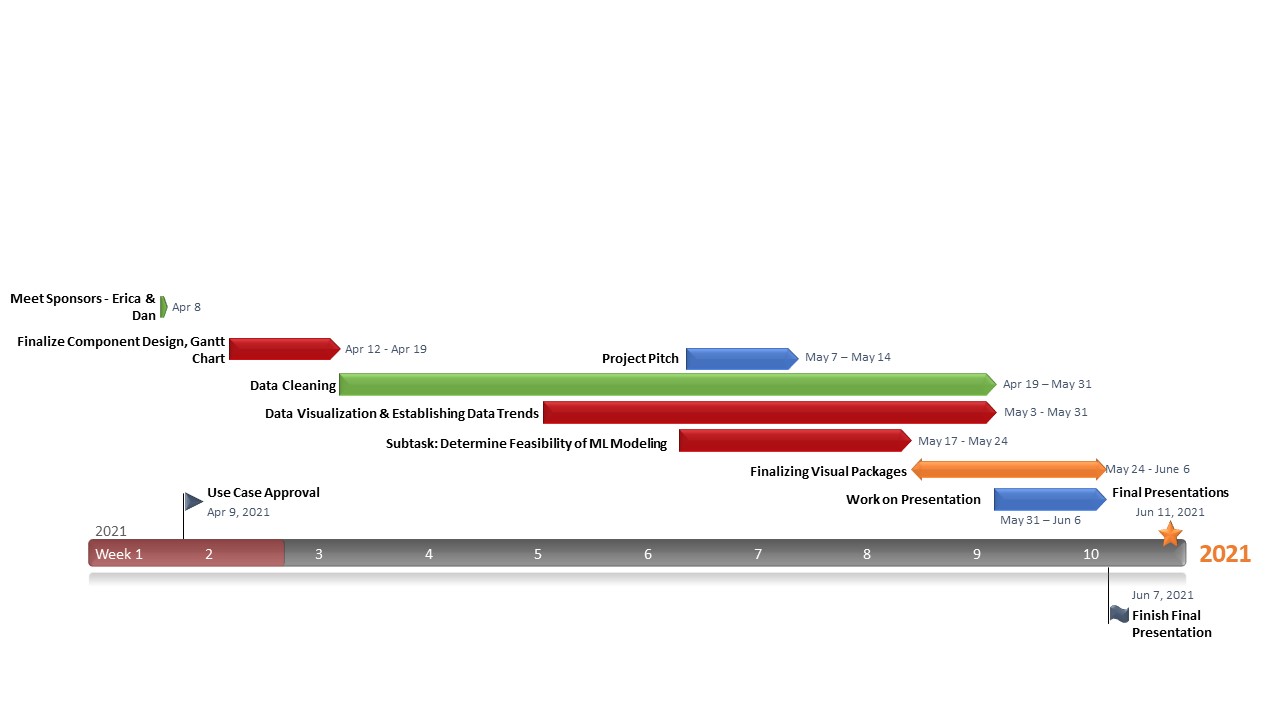 Meet Sponsors - Erica &
Dan
Apr 8
Finalize Component Design, Gantt
Chart
Apr 12 - Apr 19
Project Pitch
May 7 – May 14
Data Cleaning
Apr 19 – May 31
Data Visualization & Establishing Data Trends
May 3 - May 31
Subtask: Determine Feasibility of ML Modeling
May 17 - May 24
Finalizing Visual Packages
May 24 - June 6
Work on Presentation
May 31 – Jun 6
Final Presentations
Jun 11, 2021
Use Case Approval
Apr 9, 2021
2021
Week 1 2 3 4 5 6 7 8 9 10
2021
Jun 7, 2021
Finish Final
Presentation